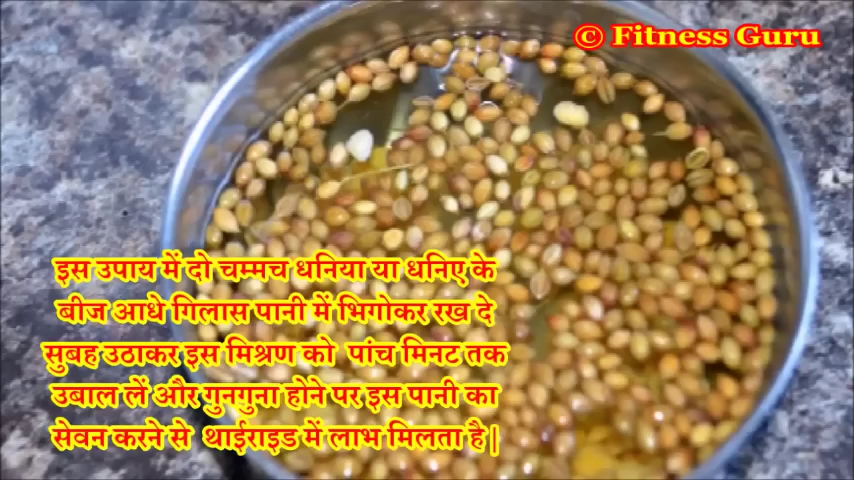 © Fitness Guru
इस उपाय में दो चम्मच धनिया या धनिए के
बीज आधे गिलास पानी में भिगोकर रख दे
सुबह उठाकर इस मिश्रण को पांच मिनट तक
उबाल लें और गुनगुना होने पर इस पानी का
सेवन करने से थाईराइड में लाभ मिलता है |